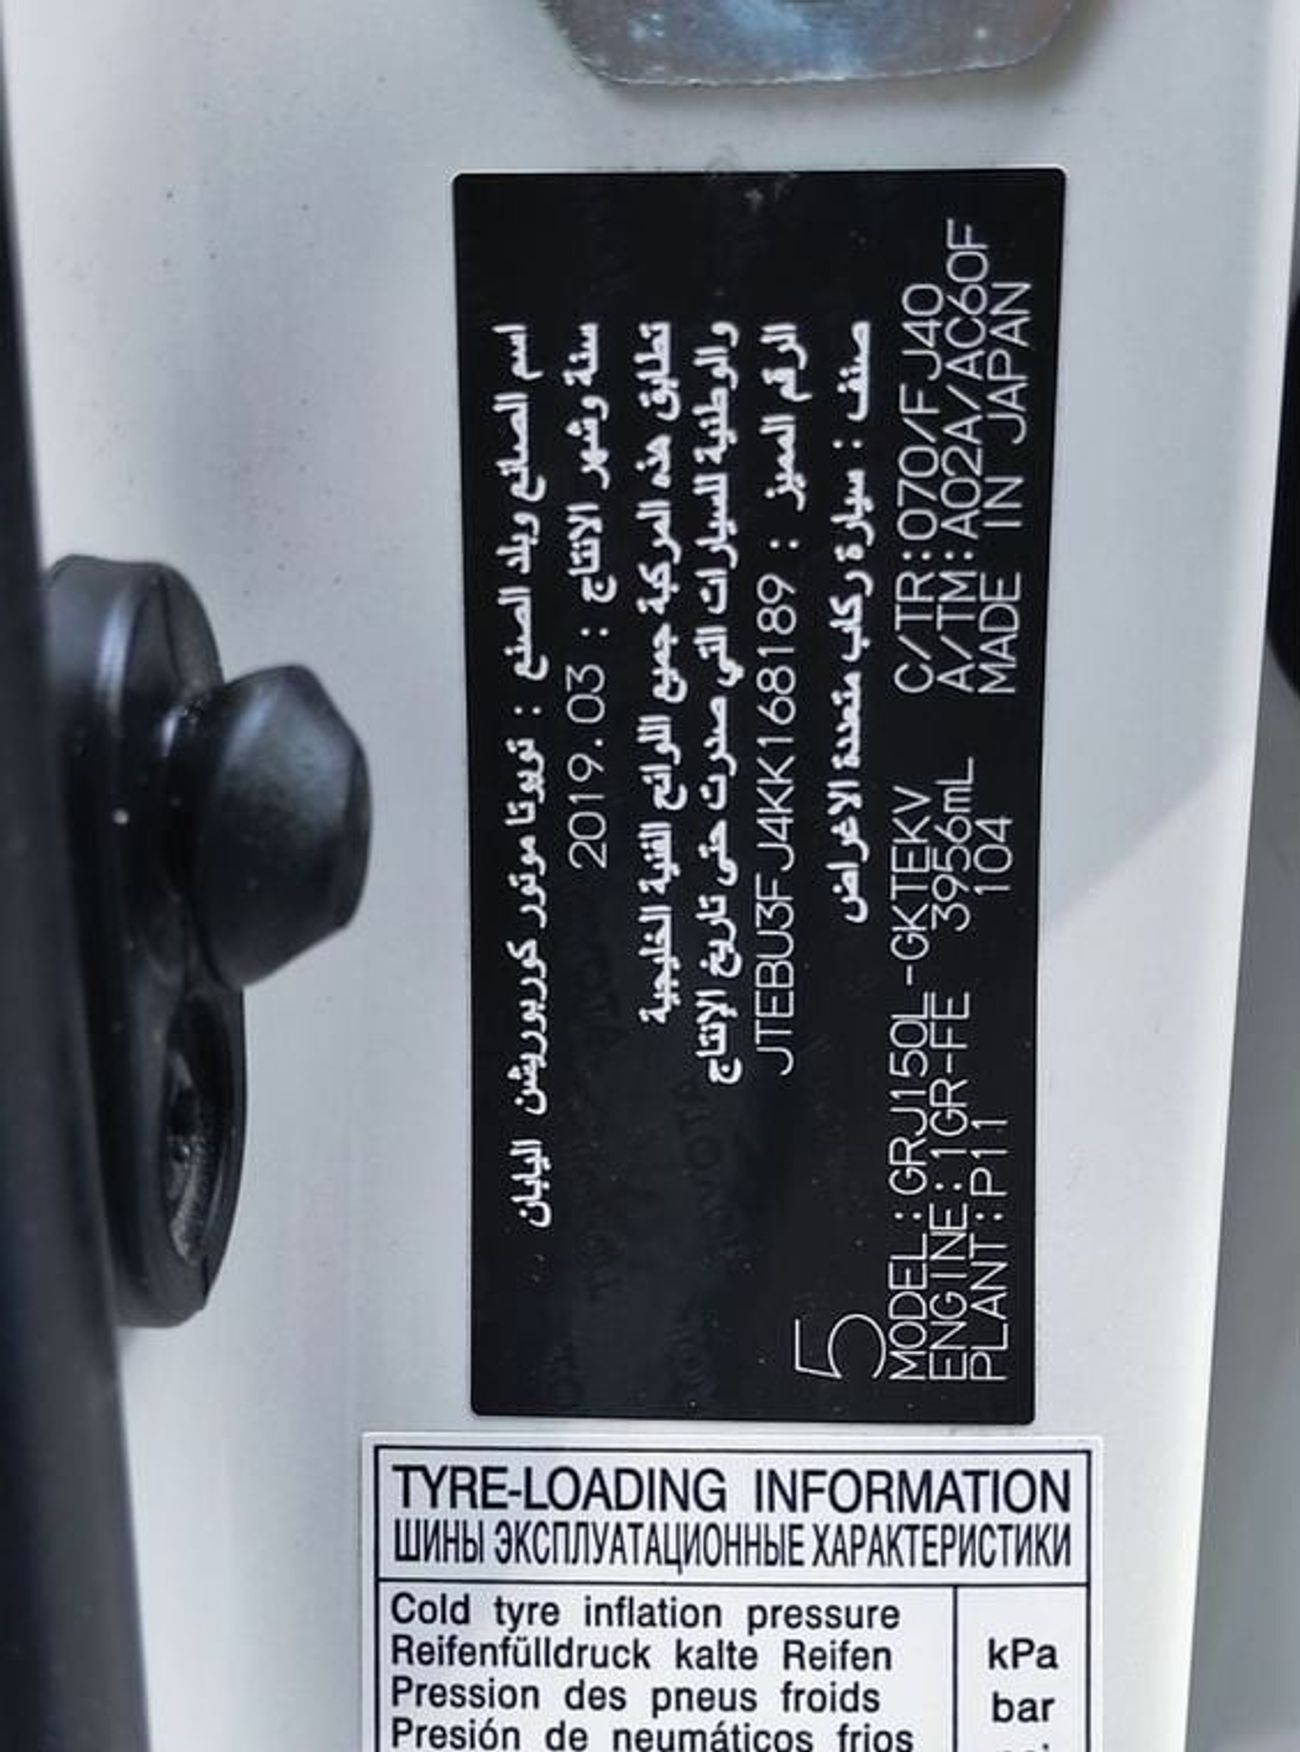 اسم الصانع وبلد الصنع : تويوتا موتور كوربوريشن اليابان
سنة وشهر الانتاج : 2019.03
تطابق هذه المركبة جميع اللوائح الفنية الخليجية
والوطنية للسيارات التي صدرت حتى تاريخ الإنتاج
الرقم المميز : JTEBU3FJ4KK168189
صنف : سيارة ركاب متعددة الاغراض
5
MODEL:GRJ150L-GKTEKV C/TR:070/FJ40
ENGINE:1GR-FE 3956mL A/TM:A02A/AC60F
PLANT:P11 104 MADE IN JAPAN
TYRE-LOADING INFORMATION
ШИНЫ ЭКСПЛУАТАЦИОННЫЕ ХАРАКТЕРИСТИКИ
Cold tyre inflation pressure
Reifenfülldruck kalte Reifen kPa
Pression des pneus froids bar
Presión de neumáticos frios